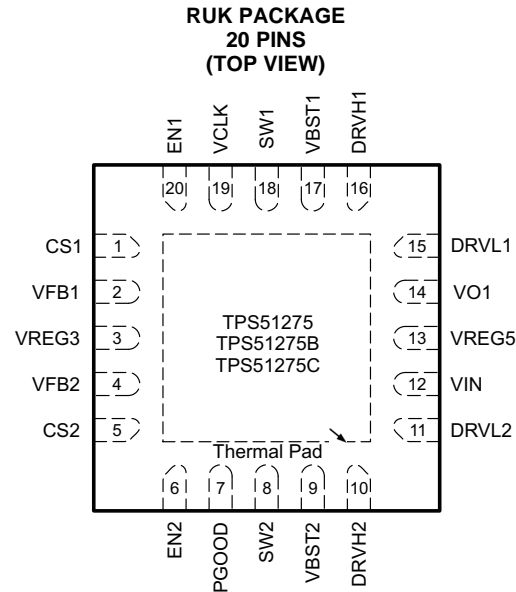 RUK PACKAGE
20 PINS
(TOP VIEW)
EN1
VCLK
SW1
VBST1
DRVH1
20
19
18
17
16
CS1 1
15 DRVL1
VFB1 2
14 VO1
VREG3 3
13 VREG5
VFB2 4
12 VIN
CS2 5
11 DRVL2
TPS51275
TPS51275B
TPS51275C
Thermal Pad
6
7
8
9
10
EN2
PGOOD
SW2
VBST2
DRVH2